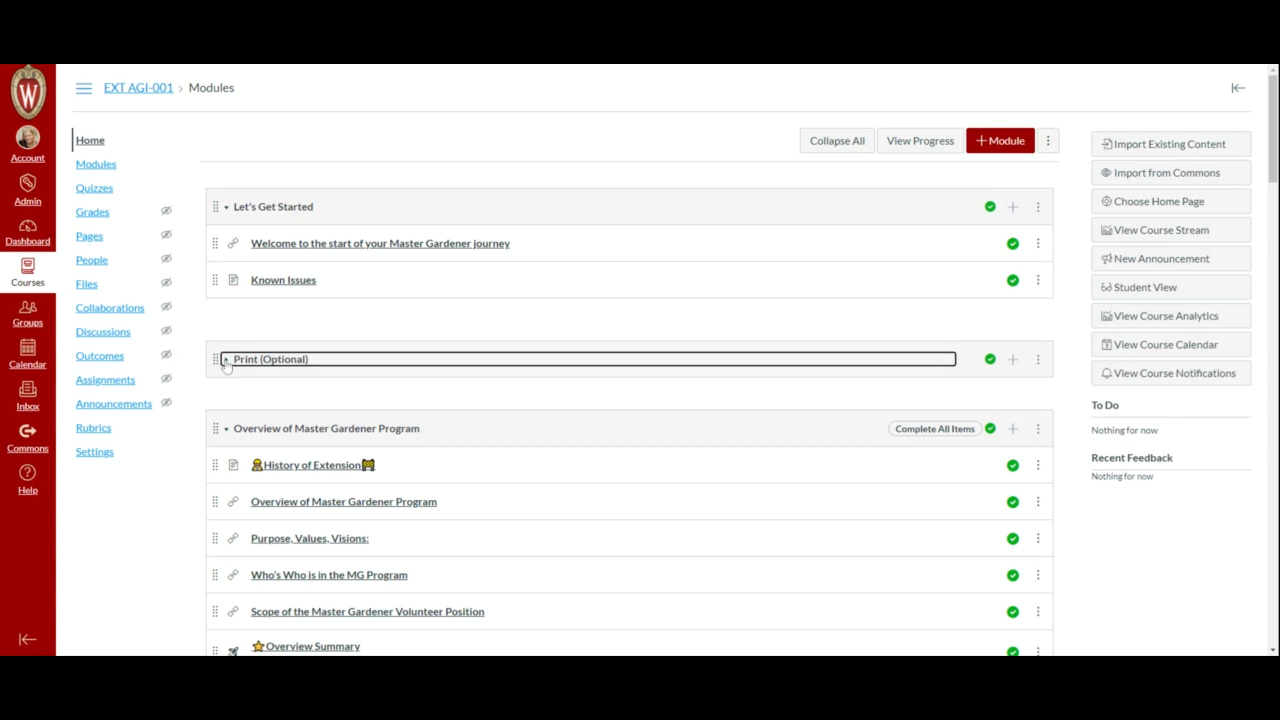 W
EXT AGI-001 > Modules
Account
Admin
Dashboard
Courses
Groups
Calendar
Inbox
Commons
Help
Home
Modules
Quizzes
Grades
Pages
People
Files
Collaborations
Discussions
Outcomes
Assignments
Announcements
Rubrics
Settings
Collapse All
View Progress
+ Module
Let's Get Started
Welcome to the start of your Master Gardener journey
Known Issues
Print (Optional)
Overview of Master Gardener Program
Complete All Items
History of Extension
Overview of Master Gardener Program
Purpose, Values, Visions:
Who's Who is in the MG Program
Scope of the Master Gardener Volunteer Position
Overview Summary
Import Existing Content
Import from Commons
Choose Home Page
View Course Stream
New Announcement
Student View
View Course Analytics
View Course Calendar
View Course Notifications
To Do
Nothing for now
Recent Feedback
Nothing for now